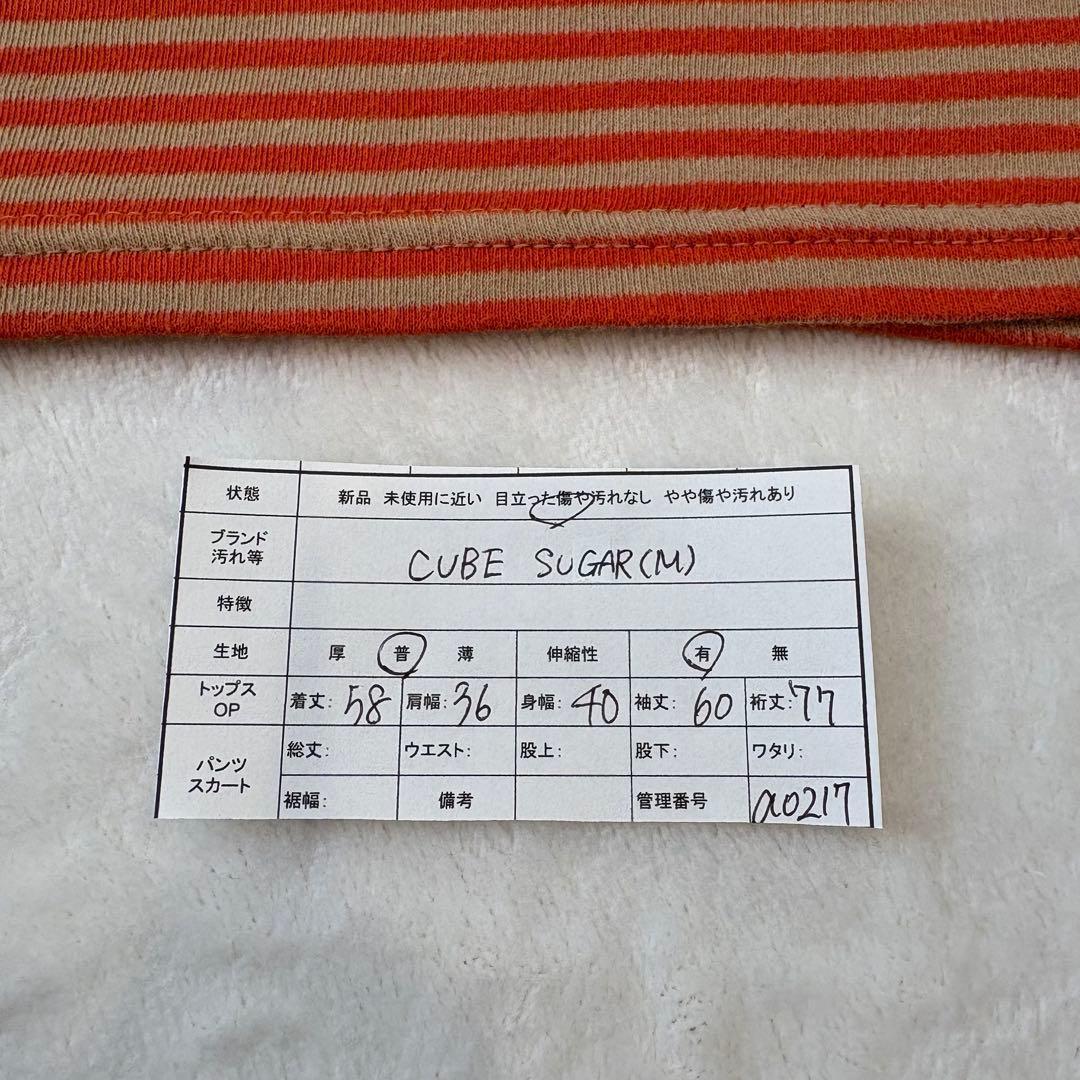 状態 新品 未使用に近い 目立った傷や汚れなし やや傷や汚れあり
ブランド
汚れ等
CUBE SUGAR(M)
特徴
生地 厚 普 薄 伸縮性 有 無
トップス
OP
着丈: 58 肩幅: 36 身幅: 40 袖丈: 60 裄丈: 77
パンツ
スカート
総丈: ウエスト: 股上: 股下: ワタリ:
裾幅: 備考 管理番号 a0217